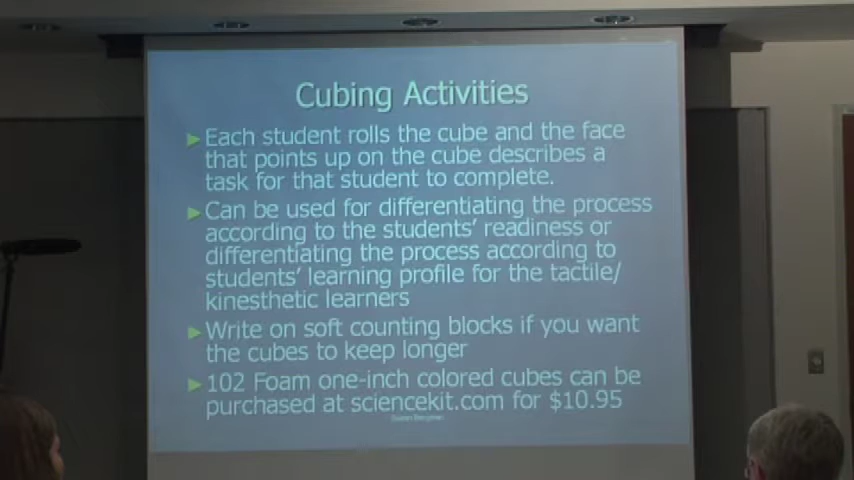 Cubing Activities
Each student rolls the cube and the face
that points up on the cube describes a
task for that student to complete.
Can be used for differentiating the process
according to the students’ readiness or
differentiating the process according to
students’ learning profile for the tactile/
kinesthetic learners
Write on soft counting blocks if you want
the cubes to keep longer
102 Foam one-inch colored cubes can be
purchased at sciencekit.com for $10.95